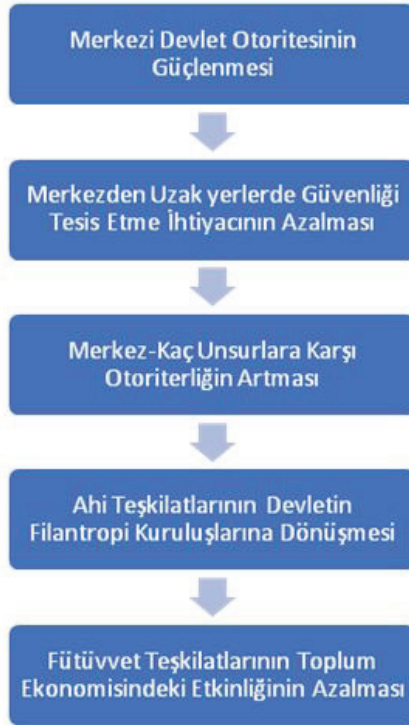 Merkezi Devlet Otoritesinin
Güçlenmesi
Merkezden Uzak yerlerde Güvenliği
Tesis Etme İhtiyacının Azalması
Merkez-Kaç Unsurlara Karşı
Otoriterliğin Artması
Ahi Teşkilatlarının Devletin
Filantropi Kuruluşlarına Dönüşmesi
Fütüvvet Teşkilatlarının Toplum
Ekonomisindeki Etkinliğinin Azalması